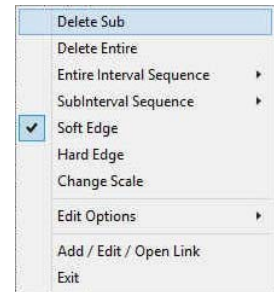 Delete Sub
Delete Entire
Entire Interval Sequence
SubInterval Sequence
Soft Edge
Hard Edge
Change Scale
Edit Options
Add / Edit / Open Link
Exit